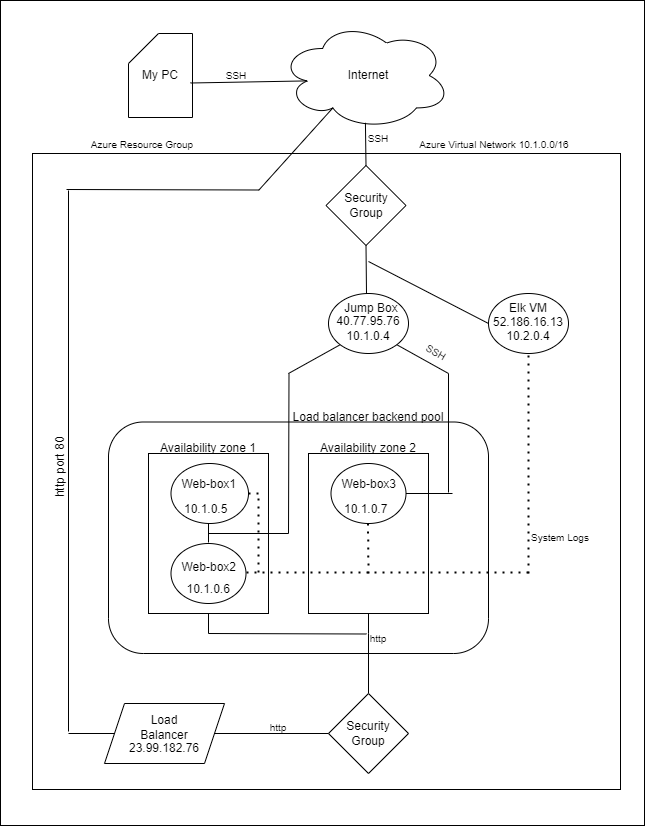 My PC
SSH
Internet
SSH
Azure Resource Group
Azure Virtual Network 10.1.0.0/16
Security
Group
Jump Box
40.77.95.76
10.1.0.4
Elk VM
52.186.16.13
10.2.0.4
SSH
Load balancer backend pool
http port 80
Availability zone 1
Availability zone 2
Web-box1
10.1.0.5
Web-box3
10.1.0.7
System Logs
Web-box2
10.1.0.6
http
Load
Balancer
23.99.182.76
http
Security
Group